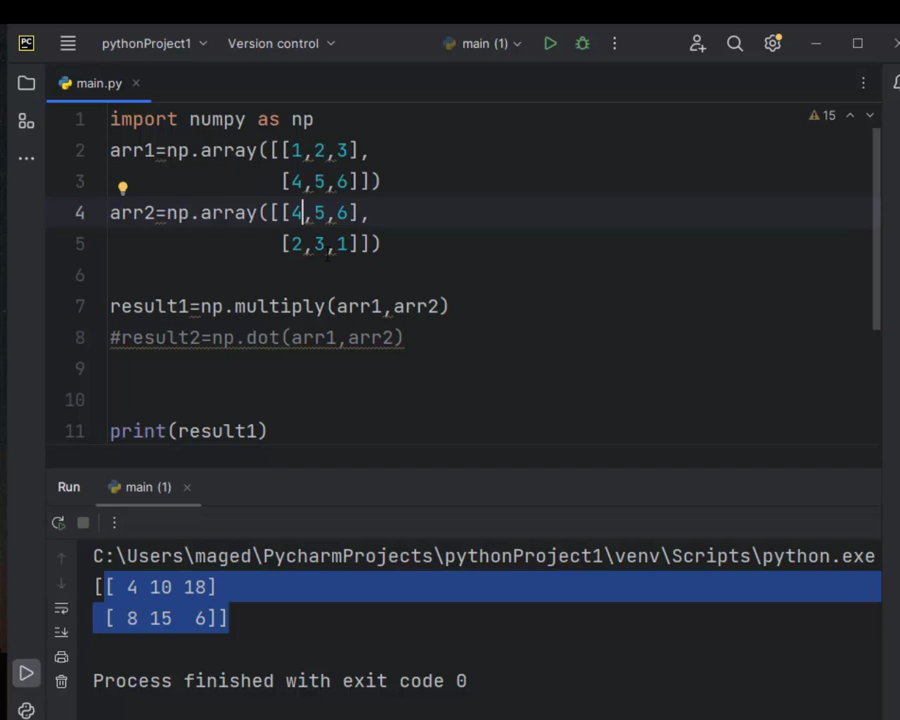 PC pythonProject1 Version control main (1)
main.py
15
1 import numpy as np
2 arr1=np.array([[1,2,3],
3 [4,5,6]])
4 arr2=np.array([[4,5,6],
5 [2,3,1]])
6
7 result1=np.multiply(arr1,arr2)
8 #result2=np.dot(arr1,arr2)
9
10
11 print(result1)
Run main (1)
C:\Users\maged\PycharmProjects\pythonProject1\venv\Scripts\python.exe
[[ 4 10 18]
 [ 8 15  6]]
Process finished with exit code 0